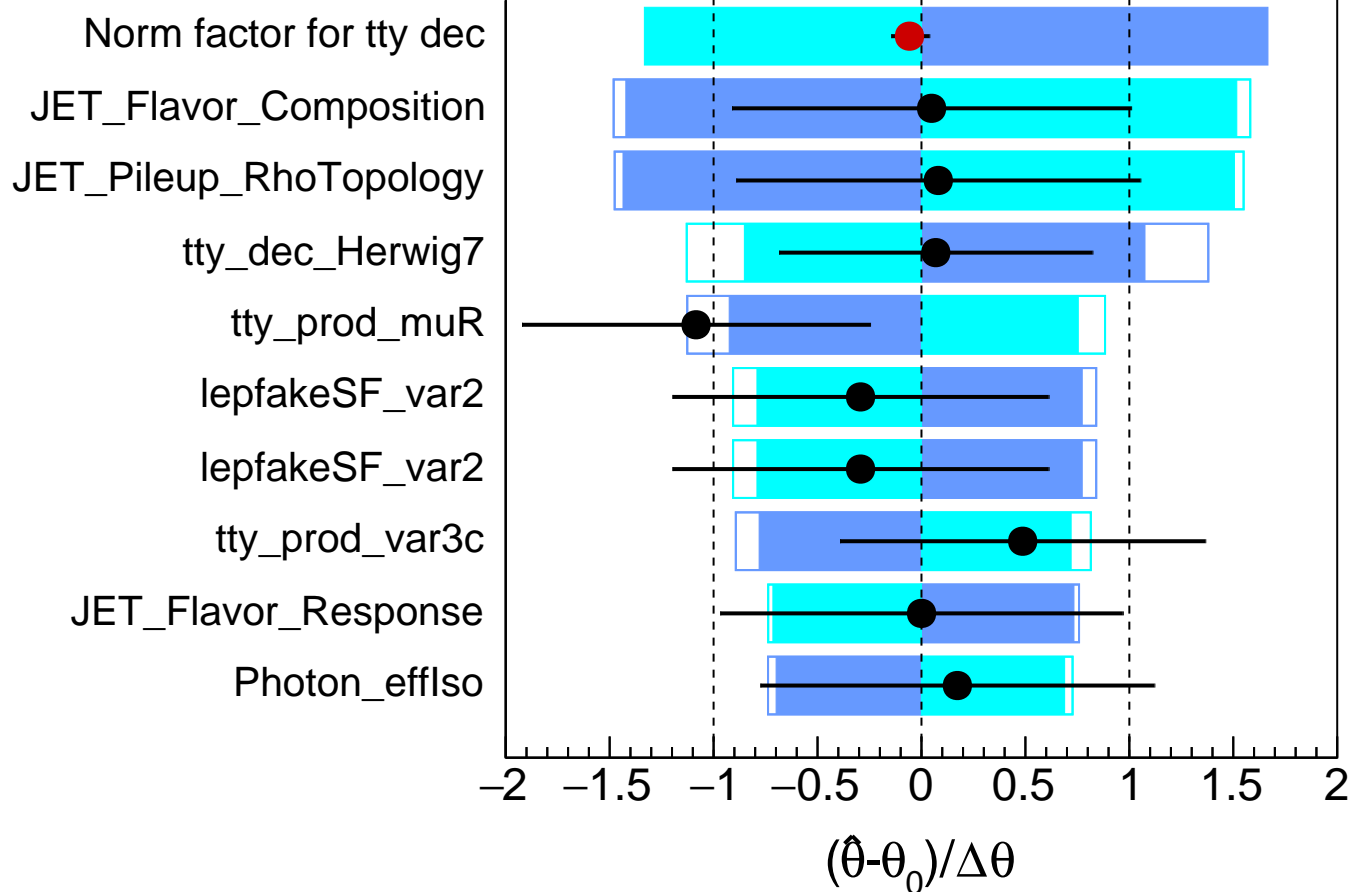 Norm factor for tty dec
JET_Flavor_Composition
JET_Pileup_RhoTopology
tty_dec_Herwig7
tty_prod_muR
lepfakeSF_var2
lepfakeSF_var2
tty_prod_var3c
JET_Flavor_Response
Photon_effIso
−2 −1.5 −1 −0.5 0 0.5 1 1.5 2
(θ̂-θ₀)/Δθ